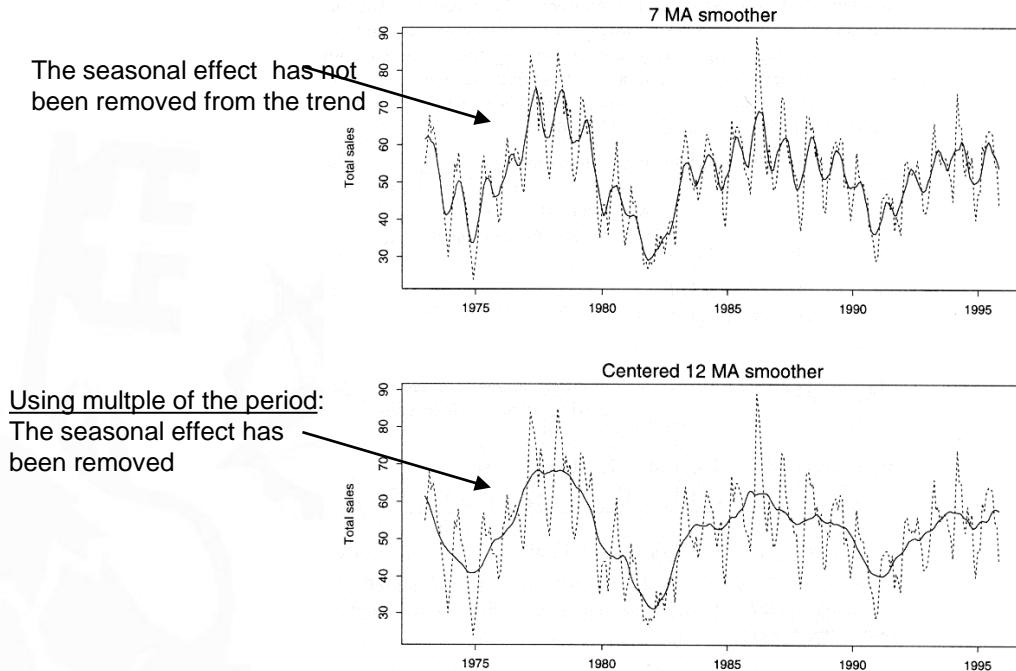 7 MA smoother
The seasonal effect has not
been removed from the trend
Total sales
90
80
70
60
50
40
30
1975
1980
1985
1990
1995
Centered 12 MA smoother
Using multple of the period:
The seasonal effect has
been removed
Total sales
90
80
70
60
50
40
30
1975
1980
1985
1990
1995